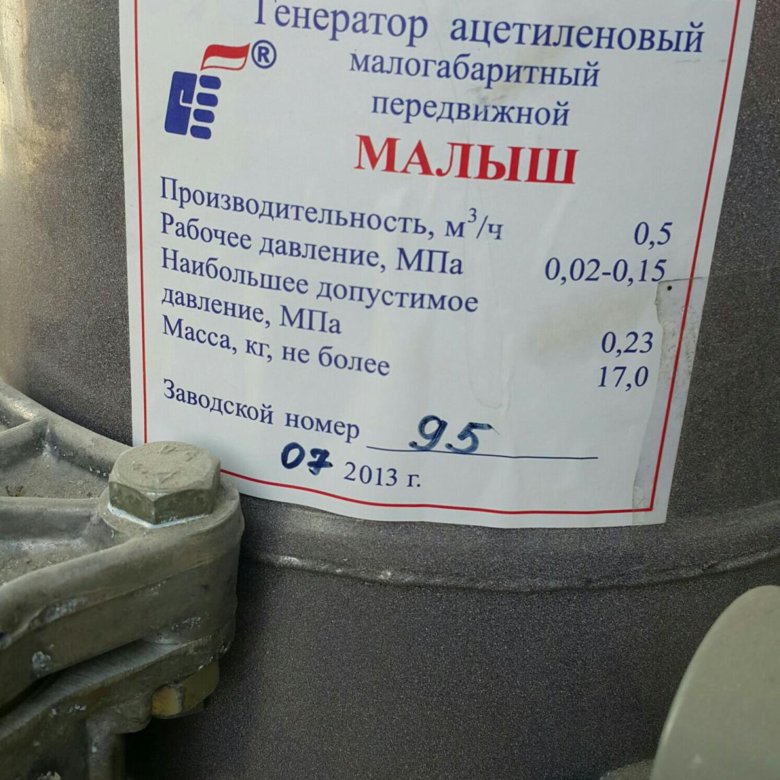 Генератор ацетиленовый
®
малогабаритный
передвижной
МАЛЫШ
Производительность, м³/ч 0,5
Рабочее давление, МПа 0,02-0,15
Наибольшее допустимое
давление, МПа 0,23
Масса, кг, не более 17,0
Заводской номер 95
07 2013 г.